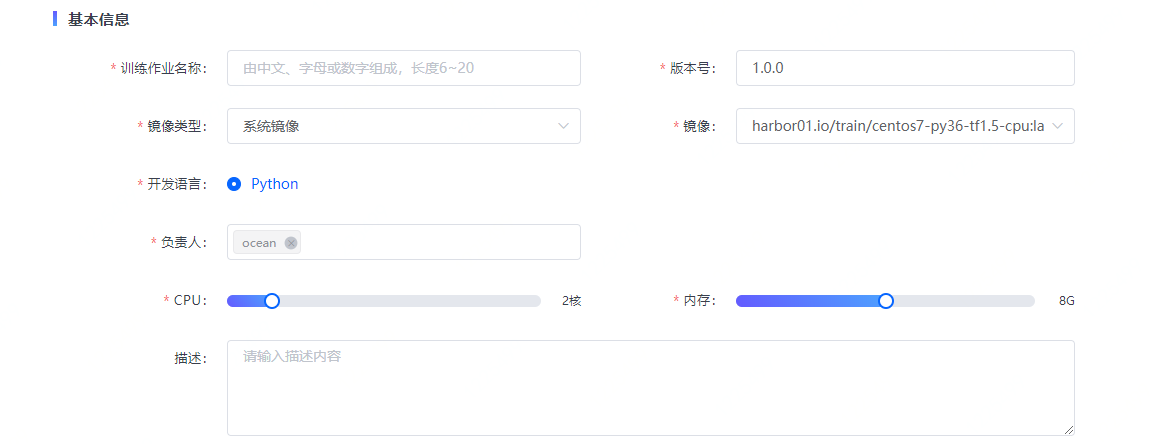 基本信息
* 训练作业名称： 由中文、字母或数字组成，长度6~20 * 版本号： 1.0.0
* 镜像类型： 系统镜像 * 镜像： harbor01.io/train/centos7-py36-tf1.5-cpu:la
* 开发语言： Python
* 负责人： ocean
* CPU： 2核 * 内存： 8G
描述： 请输入描述内容